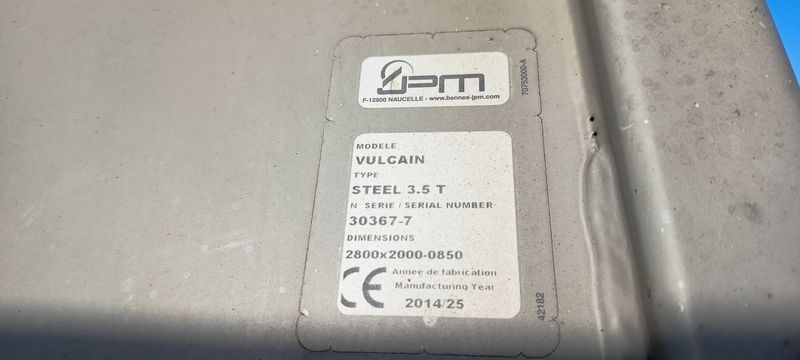 JPM
F-12800 NAUCELLE - www.bennes-jpm.com
70753000-A
MODELE
VULCAIN
TYPE
STEEL 3.5 T
N SERIE / SERIAL NUMBER
30367-7
DIMENSIONS
2800x2000-0850
CE
Annee de fabrication
Manufacturing Year
2014/25
42182